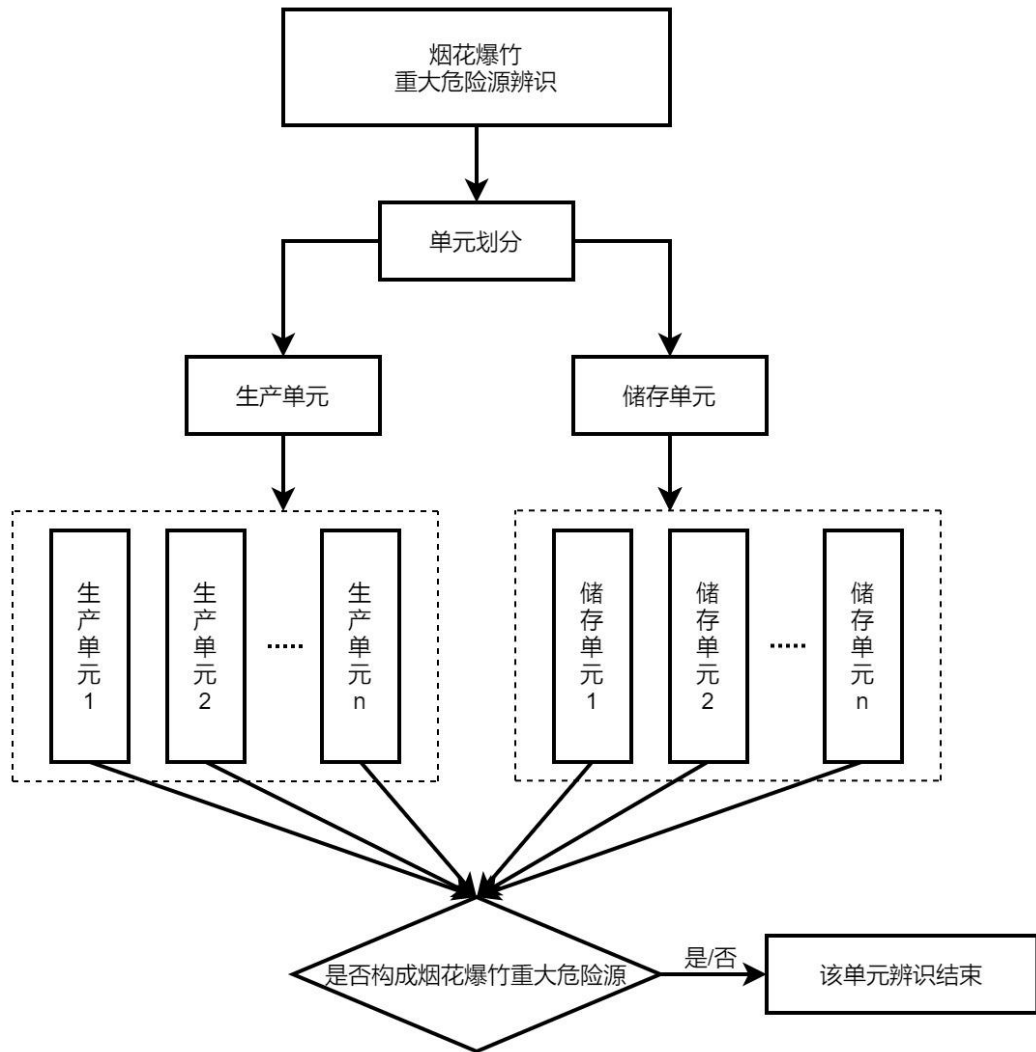 烟花爆竹
重大危险源辨识
单元划分
生产单元
储存单元
生产单元1
生产单元2
......
生产单元n
储存单元1
储存单元2
......
储存单元n
是否构成烟花爆竹重大危险源
是/否
该单元辨识结束